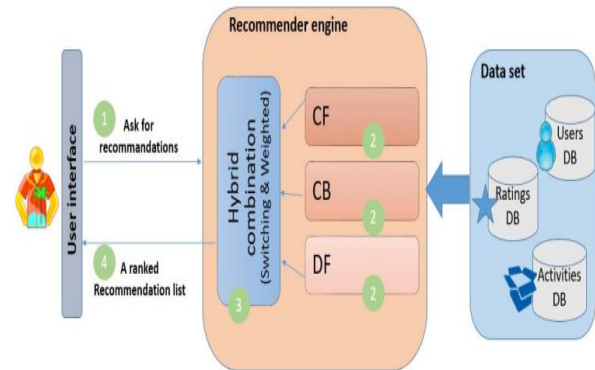 Recommender engine
Data set
User interface
1
Ask for
recommandations
4
A ranked
Recommendation list
Hybrid
combination
(Switching & Weighted)
3
CF
2
CB
2
DF
2
Users
DB
Ratings
DB
Activities
DB